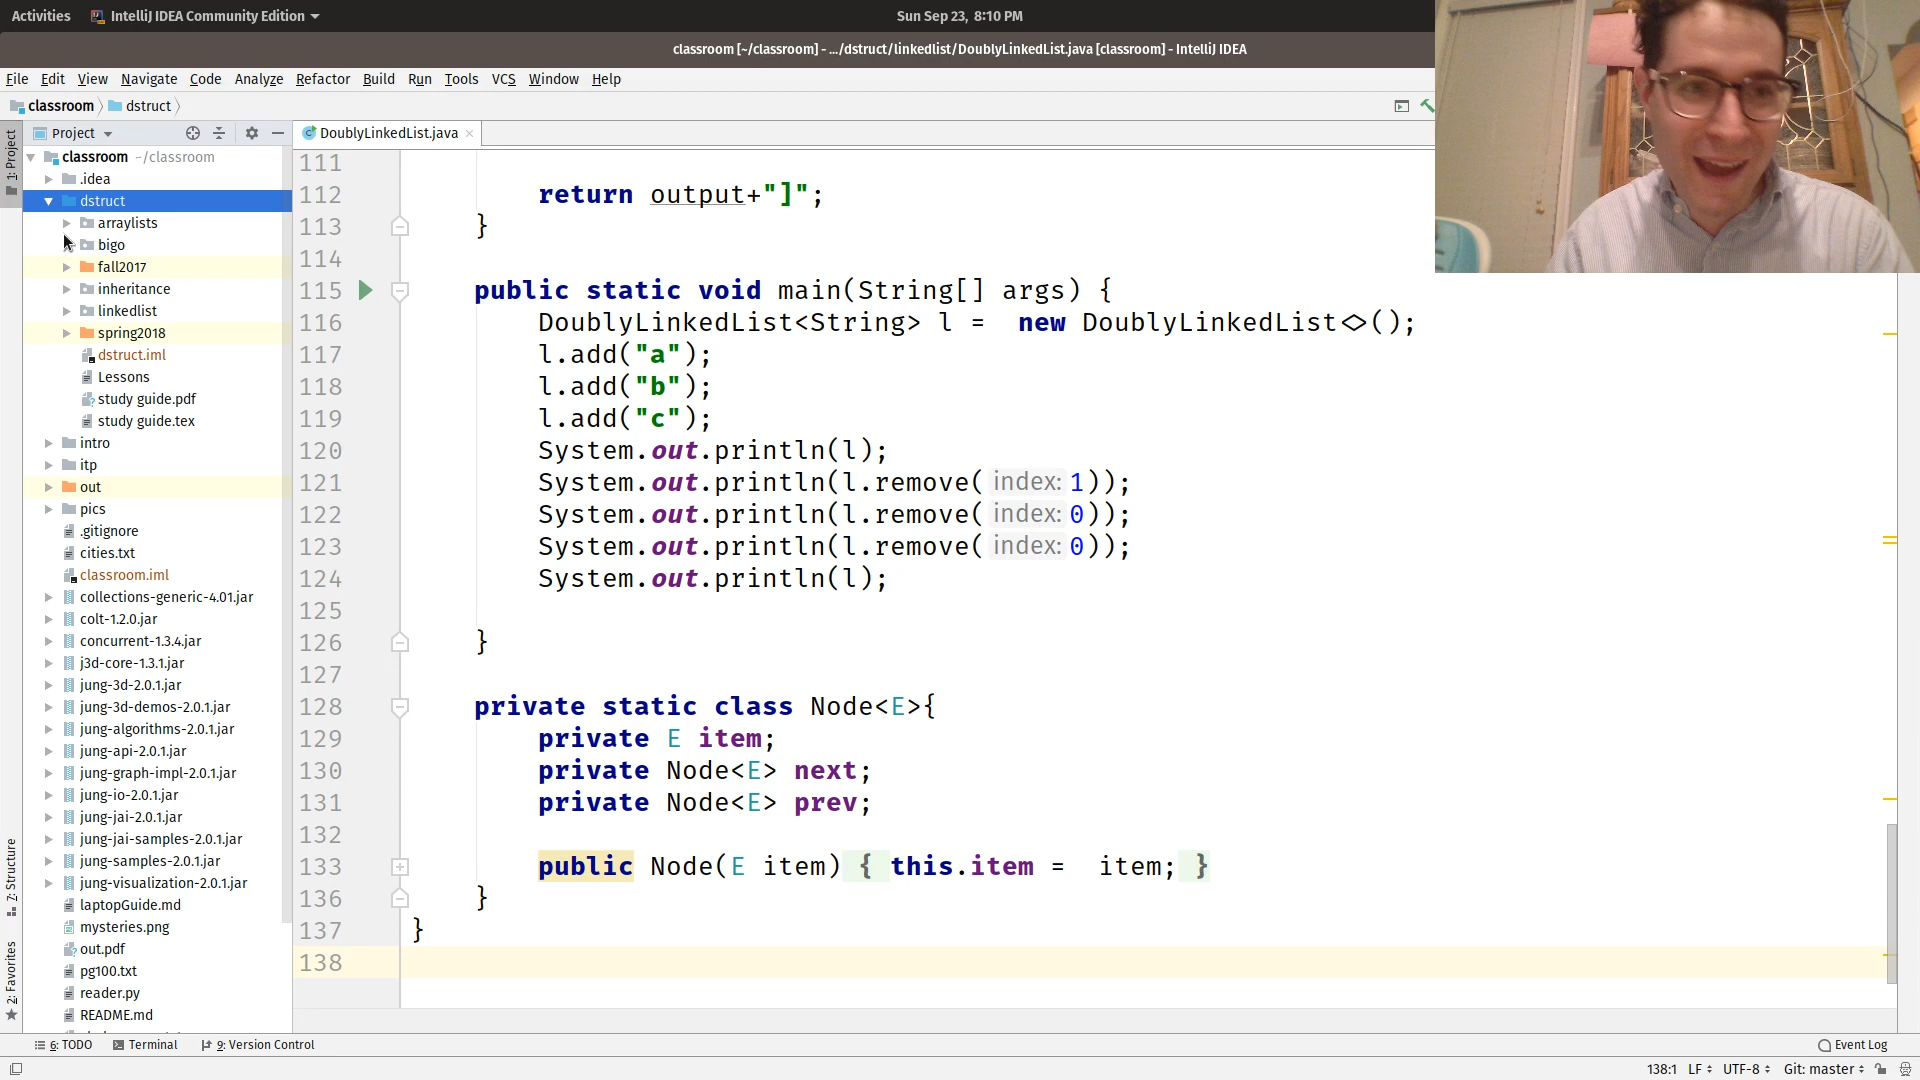 Activities
IntelliJ IDEA Community Edition
Sun Sep 23, 8:10 PM
classroom [~/classroom] - .../dstruct/linkedlist/DoublyLinkedList.java [classroom] - IntelliJ IDEA
File Edit View Navigate Code Analyze Refactor Build Run Tools VCS Window Help
classroom dstruct
1: Project
Project
DoublyLinkedList.java
classroom ~/classroom
.idea
dstruct
arraylists
bigo
fall2017
inheritance
linkedlist
spring2018
dstruct.iml
Lessons
study guide.pdf
study guide.tex
intro
itp
out
pics
.gitignore
cities.txt
classroom.iml
collections-generic-4.01.jar
colt-1.2.0.jar
concurrent-1.3.4.jar
j3d-core-1.3.1.jar
jung-3d-2.0.1.jar
jung-3d-demos-2.0.1.jar
jung-algorithms-2.0.1.jar
jung-api-2.0.1.jar
jung-graph-impl-2.0.1.jar
jung-io-2.0.1.jar
jung-jai-2.0.1.jar
jung-jai-samples-2.0.1.jar
jung-samples-2.0.1.jar
jung-visualization-2.0.1.jar
laptopGuide.md
mysteries.png
out.pdf
pg100.txt
reader.py
README.md
111
112 return output+"]";
113 }
114
115 public static void main(String[] args) {
116 DoublyLinkedList<String> l = new DoublyLinkedList<>();
117 l.add("a");
118 l.add("b");
119 l.add("c");
120 System.out.println(l);
121 System.out.println(l.remove( index: 1));
122 System.out.println(l.remove( index: 0));
123 System.out.println(l.remove( index: 0));
124 System.out.println(l);
125
126 }
127
128 private static class Node<E>{
129 private E item;
130 private Node<E> next;
131 private Node<E> prev;
132
133 public Node(E item) { this.item = item; }
136 }
137 }
138
7: Structure
2: Favorites
6: TODO
Terminal
9: Version Control
Event Log
138:1 LF UTF-8 Git: master